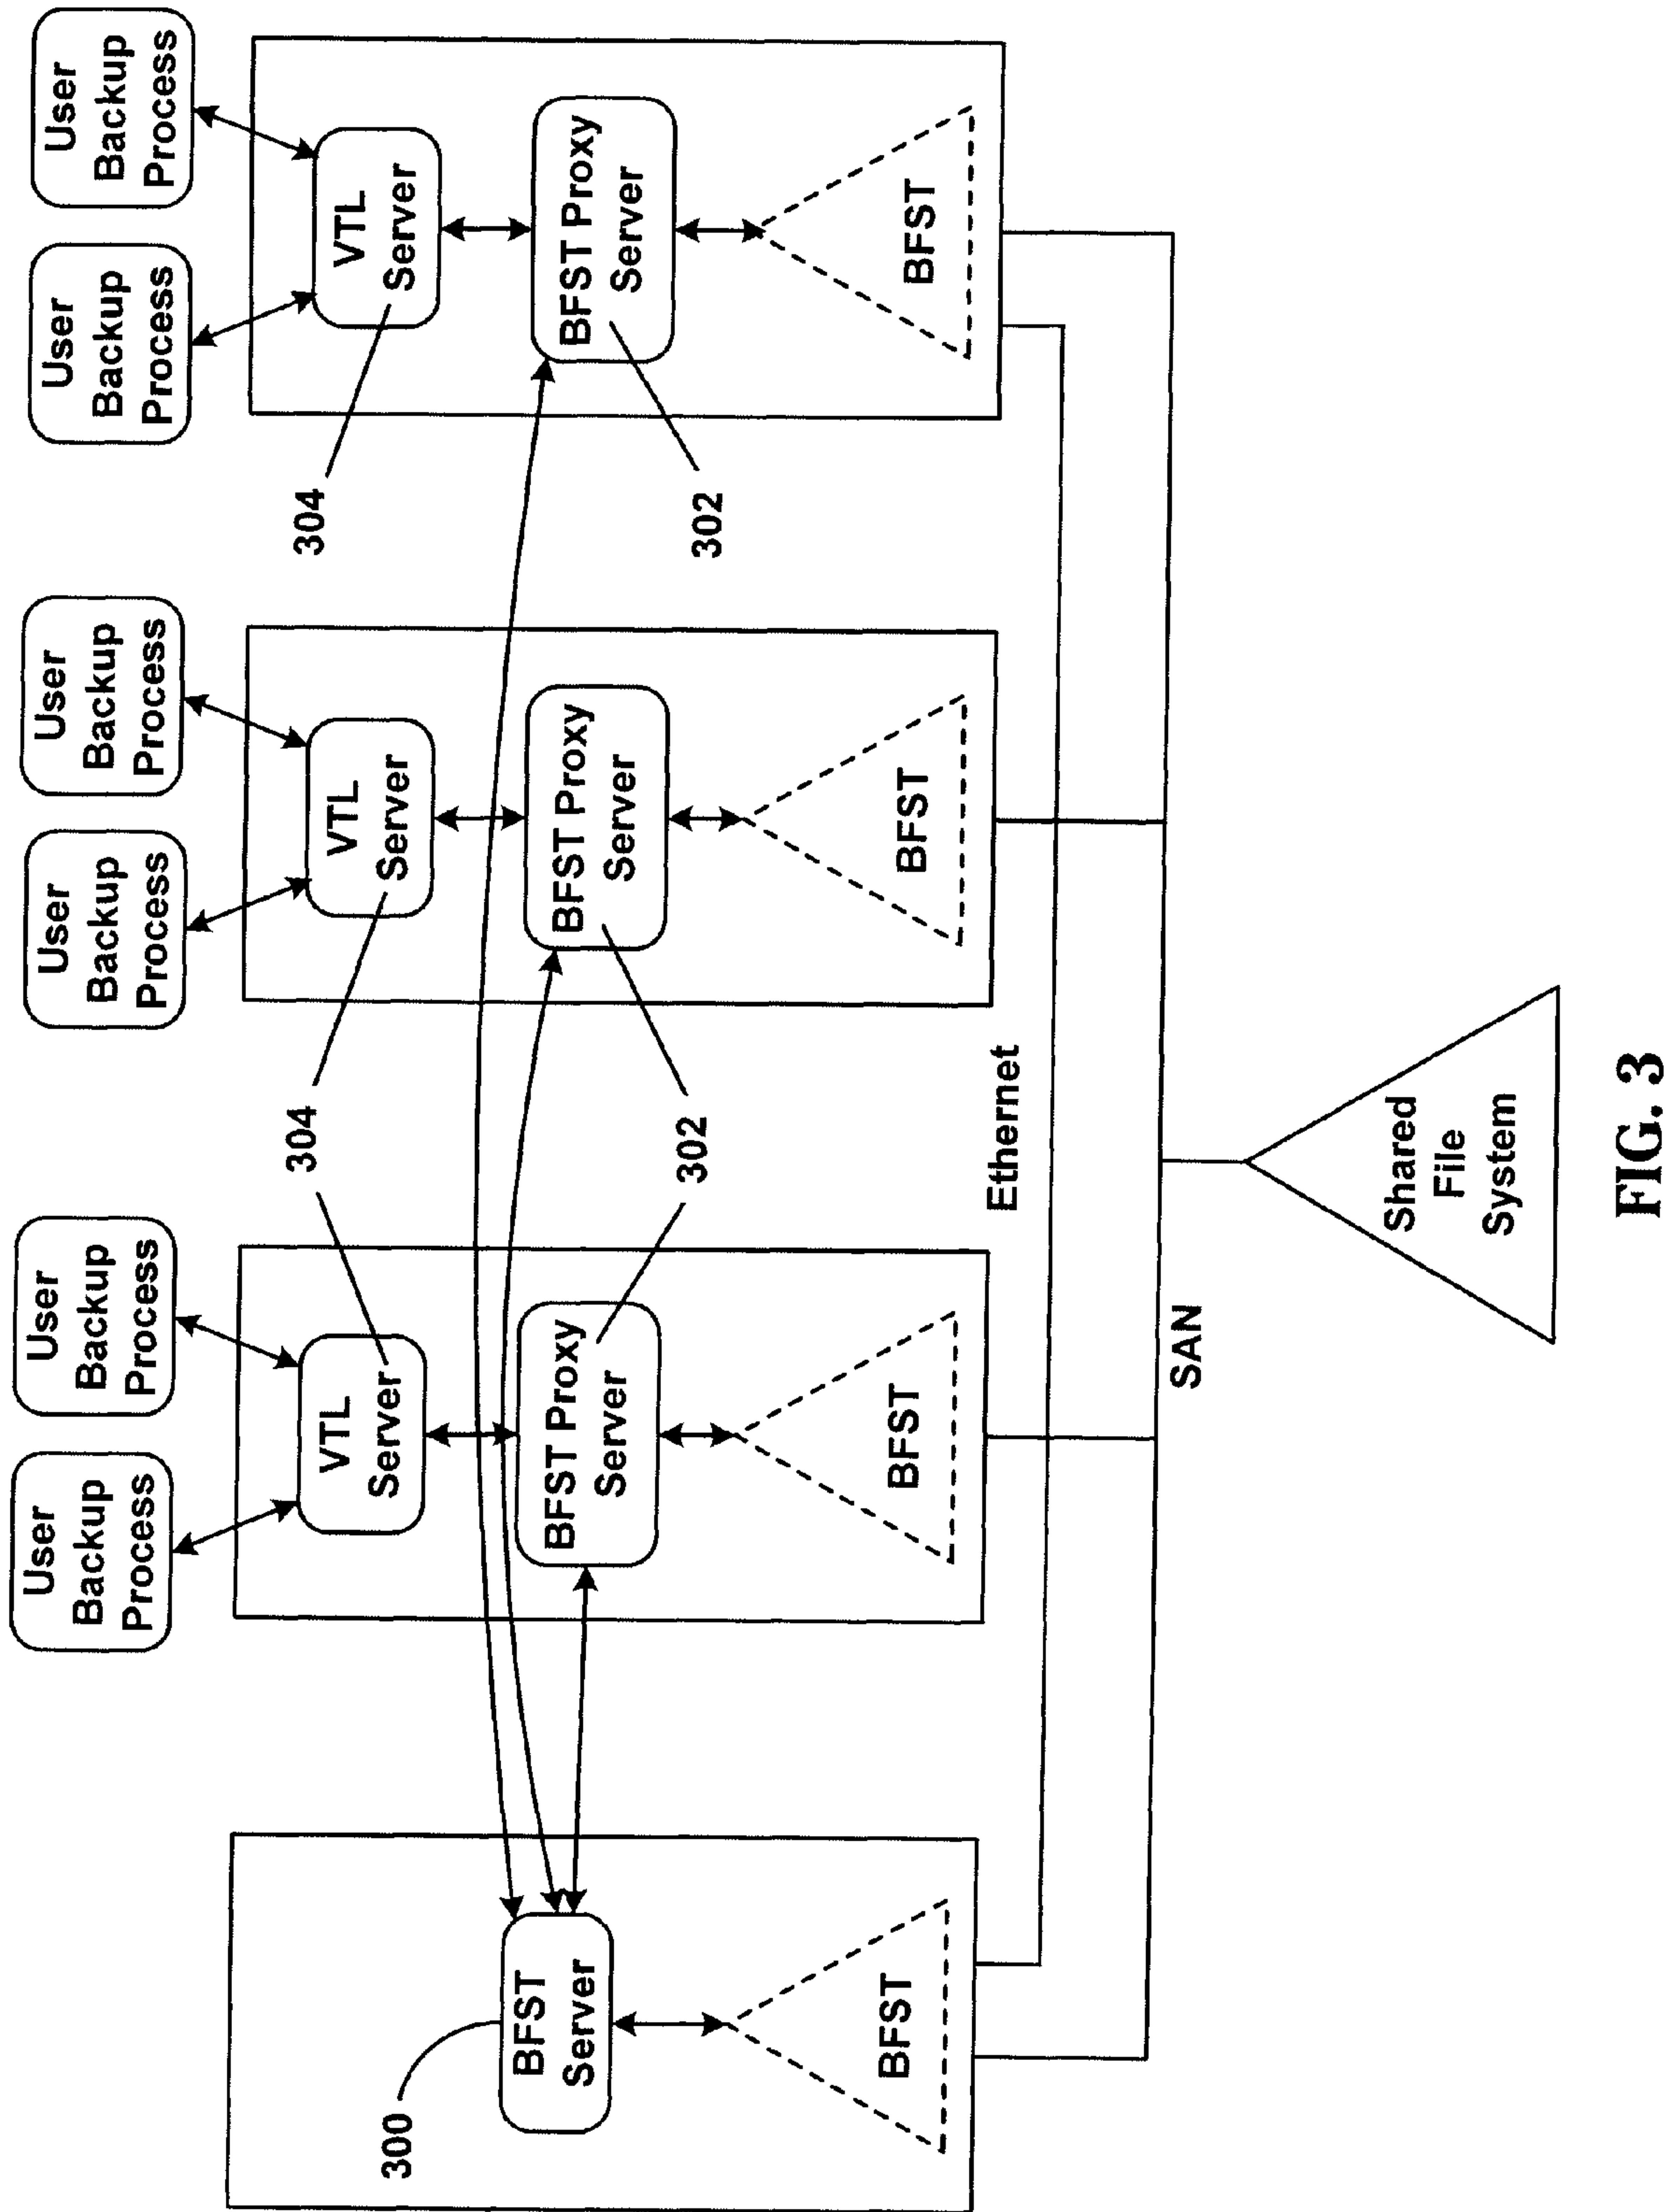 User
Backup
Process
User
Backup
Process
User
Backup
Process
User
Backup
Process
User
Backup
Process
User
Backup
Process
304
304
VTL
Server
VTL
Server
VTL
Server
300
BFST
Server
BFST Proxy
Server
BFST Proxy
Server
BFST Proxy
Server
302
302
BFST
BFST
BFST
BFST
Ethernet
SAN
Shared
File
System
FIG. 3